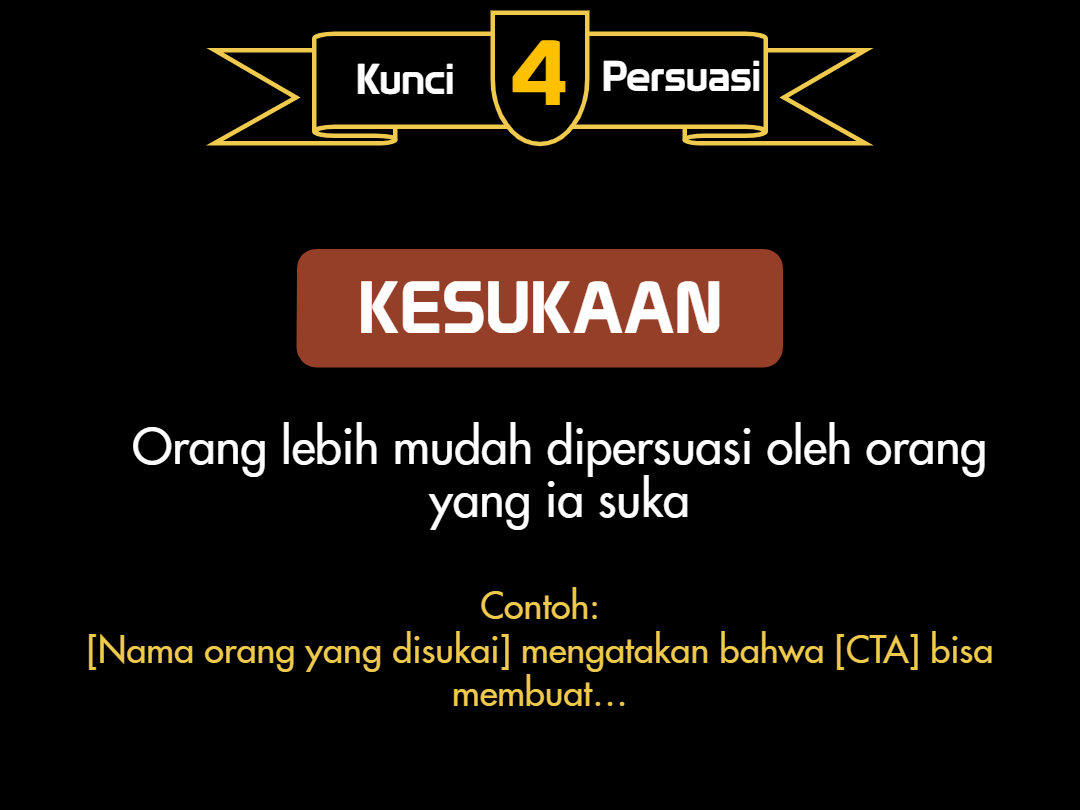 Kunci 4 Persuasi
KESUKAAN
Orang lebih mudah dipersuasi oleh orang
yang ia suka
Contoh:
[Nama orang yang disukai] mengatakan bahwa [CTA] bisa
membuat…